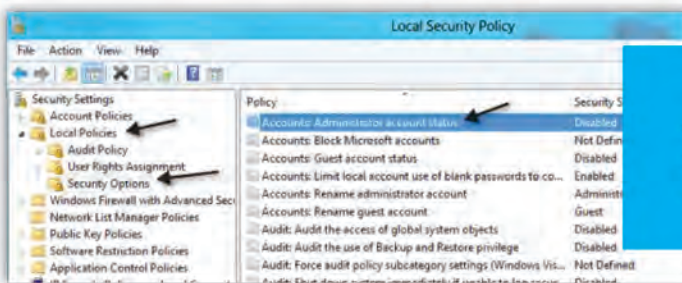 Local Security Policy
File Action View Help
Security Settings
Account Policies
Local Policies
Audit Policy
User Rights Assignment
Security Options
Windows Firewall with Advanced Secu
Network List Manager Policies
Public Key Policies
Software Restriction Policies
Application Control Policies
Policy Security S
Accounts: Administrator account status Disabled
Accounts: Block Microsoft accounts Not Defin
Accounts: Guest account status Disabled
Accounts: Limit local account use of blank passwords to co... Enabled
Accounts: Rename administrator account Administ
Accounts: Rename guest account Guest
Audit: Audit the access of global system objects Disabled
Audit: Audit the use of Backup and Restore privilege Disabled
Audit: Force audit policy subcategory settings (Windows Vis... Not Defined